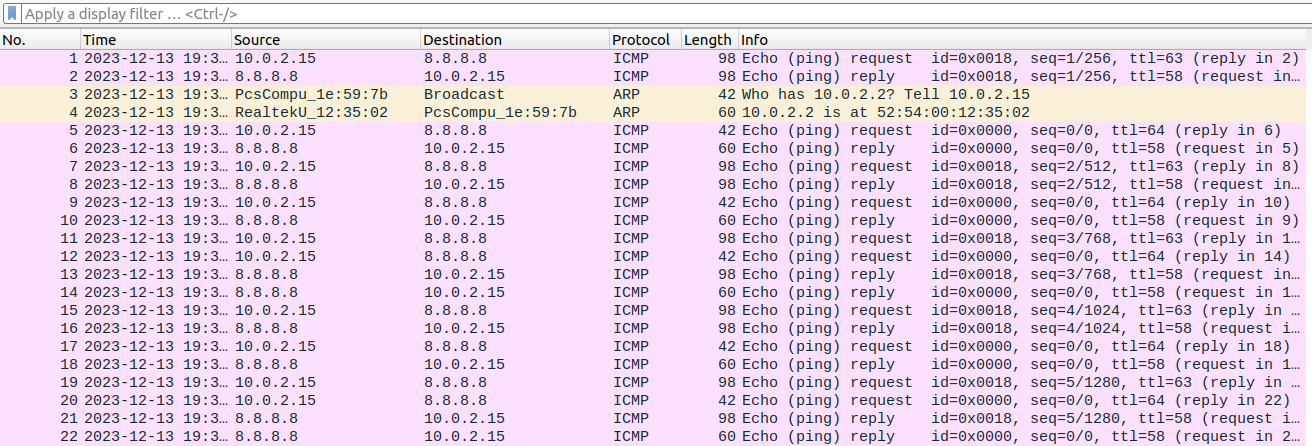 Apply a display filter … <Ctrl-/>
No. Time Source Destination Protocol Length Info
1 2023-12-13 19:3… 10.0.2.15 8.8.8.8 ICMP 98 Echo (ping) request id=0x0018, seq=1/256, ttl=63 (reply in 2)
2 2023-12-13 19:3… 8.8.8.8 10.0.2.15 ICMP 98 Echo (ping) reply id=0x0018, seq=1/256, ttl=58 (request in…
3 2023-12-13 19:3… PcsCompu_1e:59:7b Broadcast ARP 42 Who has 10.0.2.2? Tell 10.0.2.15
4 2023-12-13 19:3… RealtekU_12:35:02 PcsCompu_1e:59:7b ARP 60 10.0.2.2 is at 52:54:00:12:35:02
5 2023-12-13 19:3… 10.0.2.15 8.8.8.8 ICMP 42 Echo (ping) request id=0x0000, seq=0/0, ttl=64 (reply in 6)
6 2023-12-13 19:3… 8.8.8.8 10.0.2.15 ICMP 60 Echo (ping) reply id=0x0000, seq=0/0, ttl=58 (request in 5)
7 2023-12-13 19:3… 10.0.2.15 8.8.8.8 ICMP 98 Echo (ping) request id=0x0018, seq=2/512, ttl=63 (reply in 8)
8 2023-12-13 19:3… 8.8.8.8 10.0.2.15 ICMP 98 Echo (ping) reply id=0x0018, seq=2/512, ttl=58 (request in…
9 2023-12-13 19:3… 10.0.2.15 8.8.8.8 ICMP 42 Echo (ping) request id=0x0000, seq=0/0, ttl=64 (reply in 10)
10 2023-12-13 19:3… 8.8.8.8 10.0.2.15 ICMP 60 Echo (ping) reply id=0x0000, seq=0/0, ttl=58 (request in 9)
11 2023-12-13 19:3… 10.0.2.15 8.8.8.8 ICMP 98 Echo (ping) request id=0x0018, seq=3/768, ttl=63 (reply in 1…
12 2023-12-13 19:3… 10.0.2.15 8.8.8.8 ICMP 42 Echo (ping) request id=0x0000, seq=0/0, ttl=64 (reply in 14)
13 2023-12-13 19:3… 8.8.8.8 10.0.2.15 ICMP 98 Echo (ping) reply id=0x0018, seq=3/768, ttl=58 (request in…
14 2023-12-13 19:3… 8.8.8.8 10.0.2.15 ICMP 60 Echo (ping) reply id=0x0000, seq=0/0, ttl=58 (request in 1…
15 2023-12-13 19:3… 10.0.2.15 8.8.8.8 ICMP 98 Echo (ping) request id=0x0018, seq=4/1024, ttl=63 (reply in …
16 2023-12-13 19:3… 8.8.8.8 10.0.2.15 ICMP 98 Echo (ping) reply id=0x0018, seq=4/1024, ttl=58 (request i…
17 2023-12-13 19:3… 10.0.2.15 8.8.8.8 ICMP 42 Echo (ping) request id=0x0000, seq=0/0, ttl=64 (reply in 18)
18 2023-12-13 19:3… 8.8.8.8 10.0.2.15 ICMP 60 Echo (ping) reply id=0x0000, seq=0/0, ttl=58 (request in 1…
19 2023-12-13 19:3… 10.0.2.15 8.8.8.8 ICMP 98 Echo (ping) request id=0x0018, seq=5/1280, ttl=63 (reply in …
20 2023-12-13 19:3… 10.0.2.15 8.8.8.8 ICMP 42 Echo (ping) request id=0x0000, seq=0/0, ttl=64 (reply in 22)
21 2023-12-13 19:3… 8.8.8.8 10.0.2.15 ICMP 98 Echo (ping) reply id=0x0018, seq=5/1280, ttl=58 (request i…
22 2023-12-13 19:3… 8.8.8.8 10.0.2.15 ICMP 60 Echo (ping) reply id=0x0000, seq=0/0, ttl=58 (request in 2…